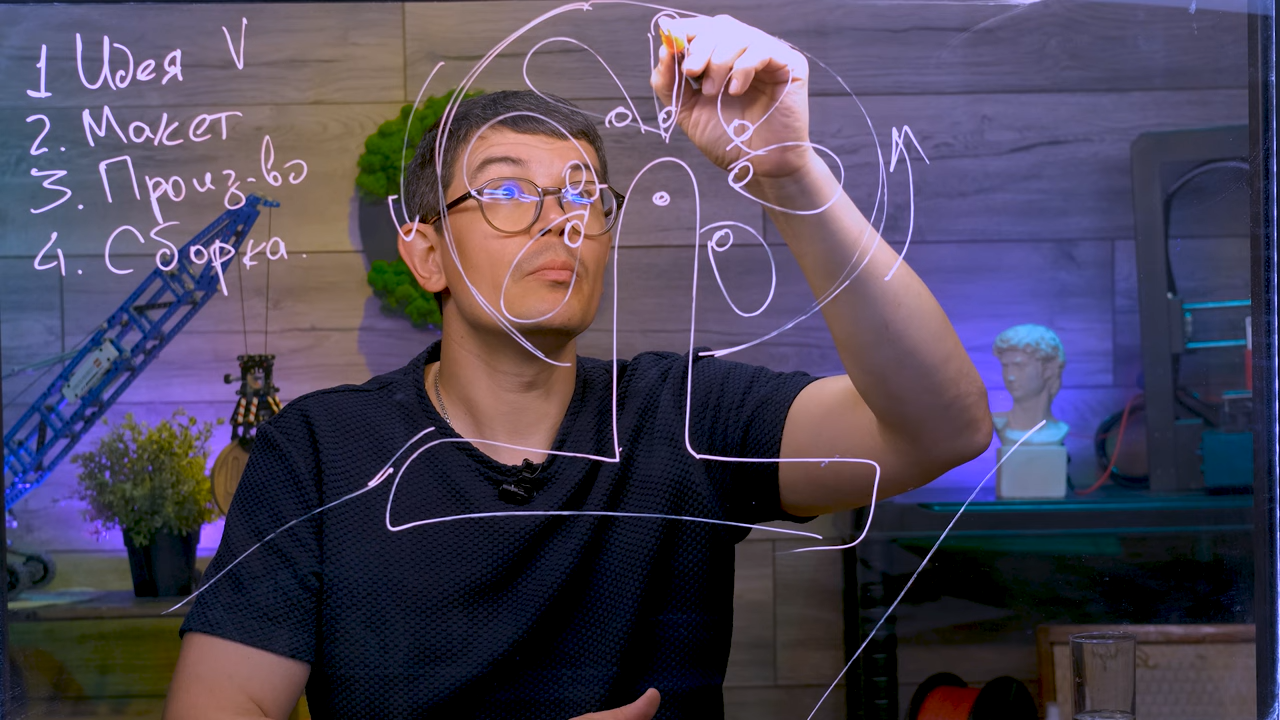 1 Идея V
2. Макет
3. Произ-во
4. Сборка.